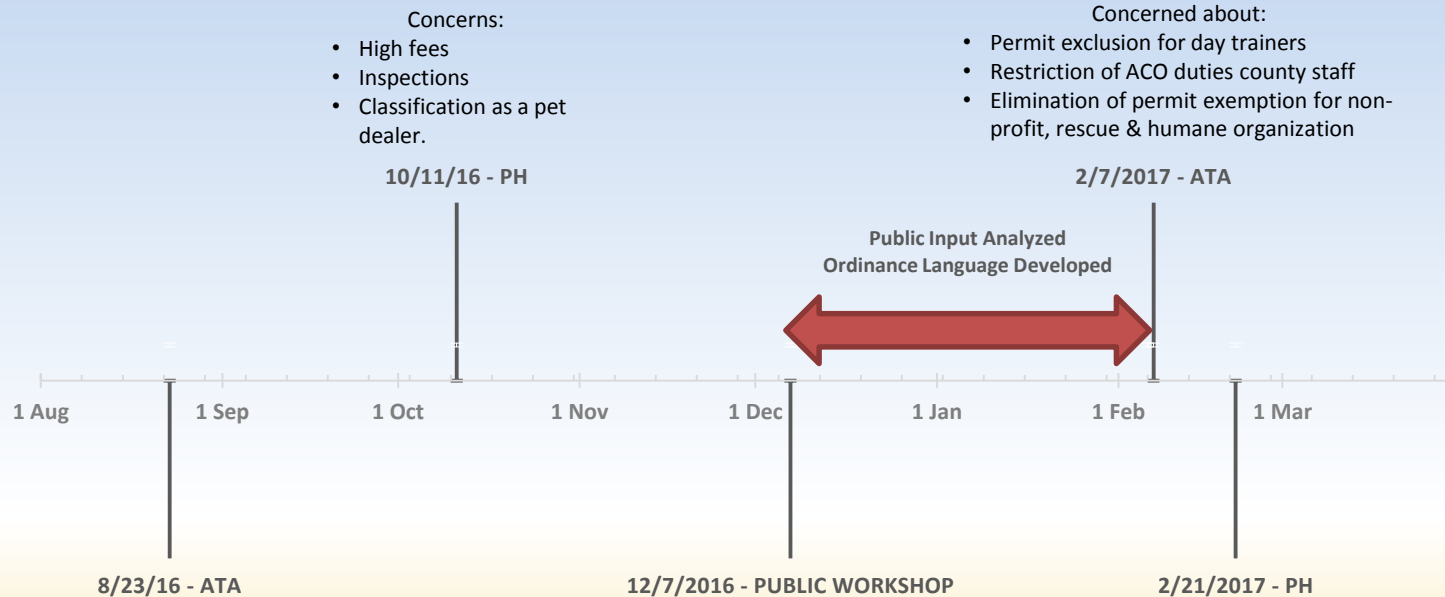 Concerns:
• High fees
• Inspections
• Classification as a pet
dealer.
10/11/16 - PH
Concerned about:
• Permit exclusion for day trainers
• Restriction of ACO duties county staff
• Elimination of permit exemption for non-
profit, rescue & humane organization
2/7/2017 - ATA
Public Input Analyzed
Ordinance Language Developed
1 Aug
1 Sep
1 Oct
1 Nov
1 Dec
1 Jan
1 Feb
1 Mar
8/23/16 - ATA
12/7/2016 - PUBLIC WORKSHOP
2/21/2017 - PH